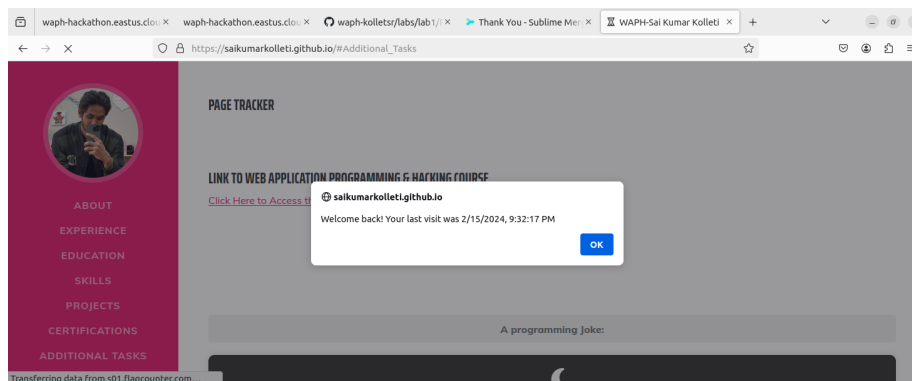 waph-hackathon.eastus.clou
waph-hackathon.eastus.clou
waph-kolletsr/labs/lab1/
Thank You - Sublime Mer
WAPH-Sai Kumar Kolleti
https://saikumarkolleti.github.io/#Additional_Tasks
ABOUT
EXPERIENCE
EDUCATION
SKILLS
PROJECTS
CERTIFICATIONS
ADDITIONAL TASKS
PAGE TRACKER
LINK TO WEB APPLICATION PROGRAMMING & HACKING COURSE
Click Here to Access
saikumarkolleti.github.io
Welcome back! Your last visit was 2/15/2024, 9:32:17 PM
OK
A programming Joke:
Transferring data from s01.flagcounter.com...